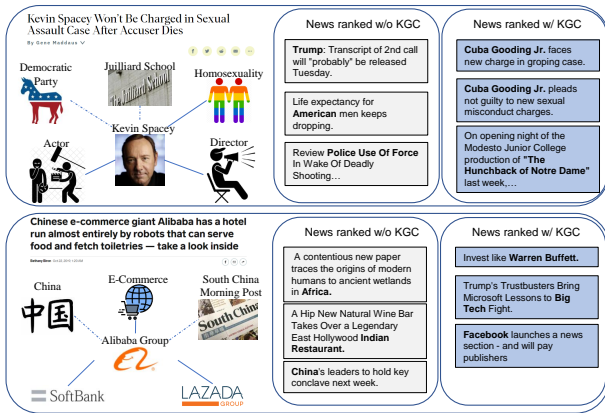 Kevin Spacey Won't Be Charged in Sexual
Assault Case After Accuser Dies
By Gene Maddaus
Democratic
Party
Juilliard School
The Juilliard School
Homosexuality
Kevin Spacey
Actor
Director
News ranked w/o KGC
Trump: Transcript of 2nd call
will "probably" be released
Tuesday.
Life expectancy for
American men keeps
dropping.
Review Police Use Of Force
In Wake Of Deadly
Shooting…
News ranked w/ KGC
Cuba Gooding Jr. faces
new charge in groping case.
Cuba Gooding Jr. pleads
not guilty to new sexual
misconduct charges.
On opening night of the
Modesto Junior College
production of "The
Hunchback of Notre Dame"
last week,…
Chinese e-commerce giant Alibaba has a hotel
run almost entirely by robots that can serve
food and fetch toiletries — take a look inside
China
中国
E-Commerce
South China
Morning Post
South China
Alibaba Group
SoftBank
LAZADA
GROUP
News ranked w/o KGC
A contentious new paper
traces the origins of modern
humans to ancient wetlands
in Africa.
A Hip New Natural Wine Bar
Takes Over a Legendary
East Hollywood Indian
Restaurant.
China's leaders to hold key
conclave next week.
News ranked w/ KGC
Invest like Warren Buffett.
Trump's Trustbusters Bring
Microsoft Lessons to Big
Tech Fight.
Facebook launches a news
section - and will pay
publishers